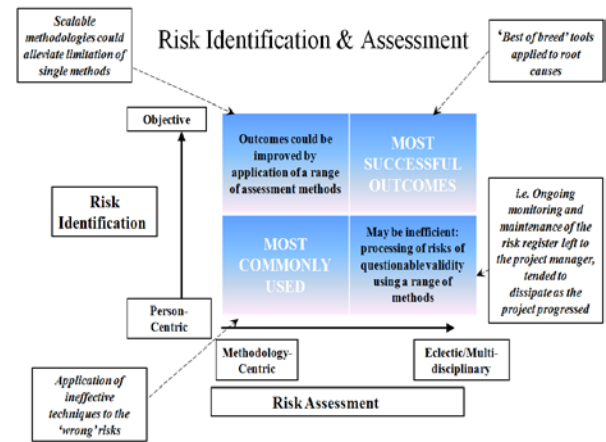 Scalable
methodologies could
alleviate limitation of
single methods
Risk Identification & Assessment
‘Best of breed’ tools
applied to root
causes
Objective
Outcomes could be
improved by
application of a range
of assessment methods
MOST
SUCCESSFUL
OUTCOMES
Risk
Identification
MOST
COMMONLY
USED
May be inefficient:
processing of risks of
questionable validity
using a range of
methods
i.e. Ongoing
monitoring and
maintenance of the
risk register left to
the project manager,
tended to
dissipate as the
project progressed
Person-
Centric
Methodology-
Centric
Eclectic/Multi-
disciplinary
Application of
ineffective
techniques to the
‘wrong’ risks
Risk Assessment